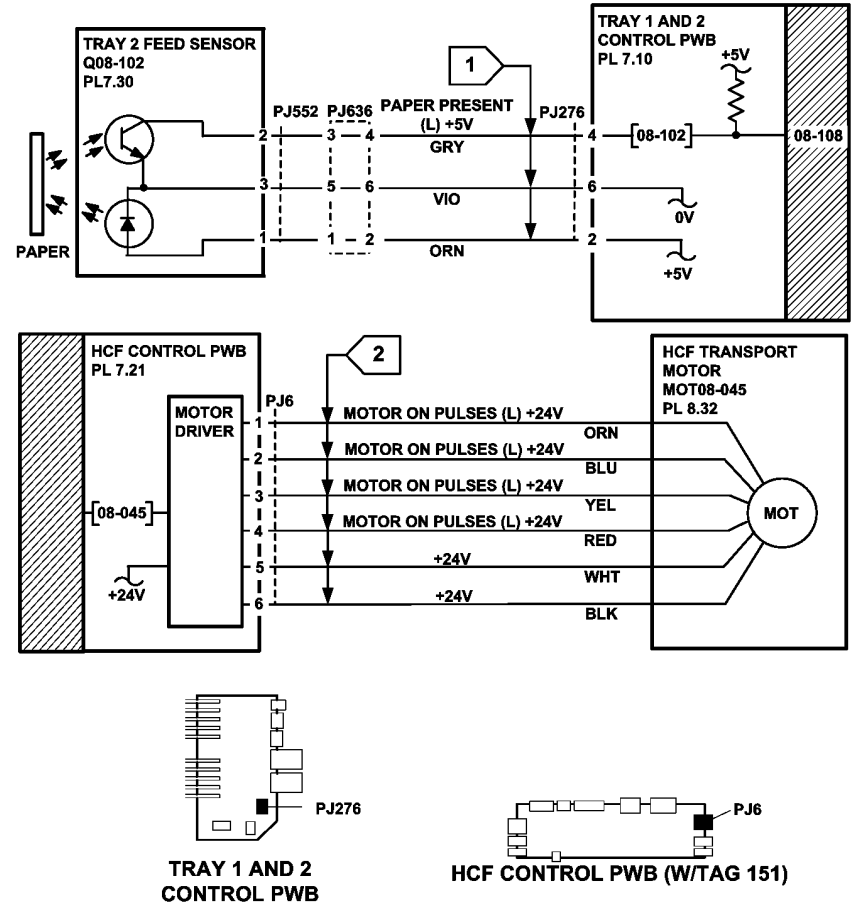 TRAY 2 FEED SENSOR
Q08-102
PL7.30
PAPER
2
3
1
PJ552
PJ636
3
4
5
6
1
2
1
PAPER PRESENT
(L) +5V
GRY
VIO
ORN
PJ276
4
6
2
TRAY 1 AND 2
CONTROL PWB
PL 7.10
+5V
08-102
08-108
0V
+5V
HCF CONTROL PWB
PL 7.21
MOTOR
DRIVER
08-045
+24V
PJ6
1
2
3
4
5
6
2
MOTOR ON PULSES (L) +24V
ORN
MOTOR ON PULSES (L) +24V
BLU
MOTOR ON PULSES (L) +24V
YEL
MOTOR ON PULSES (L) +24V
RED
+24V
WHT
+24V
BLK
HCF TRANSPORT
MOTOR
MOT08-045
PL 8.32
MOT
PJ276
TRAY 1 AND 2
CONTROL PWB
PJ6
HCF CONTROL PWB (W/TAG 151)